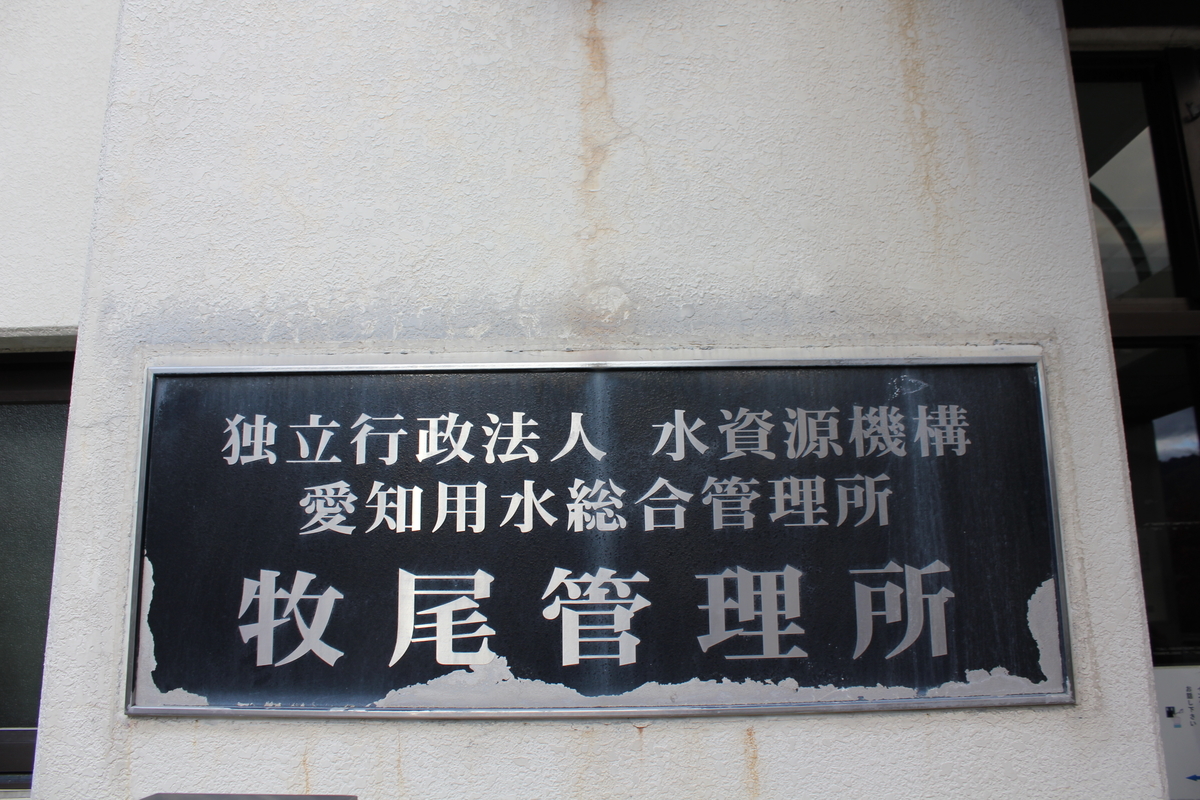 独立行政法人 水資源機構
愛知用水総合管理所
牧尾管理所